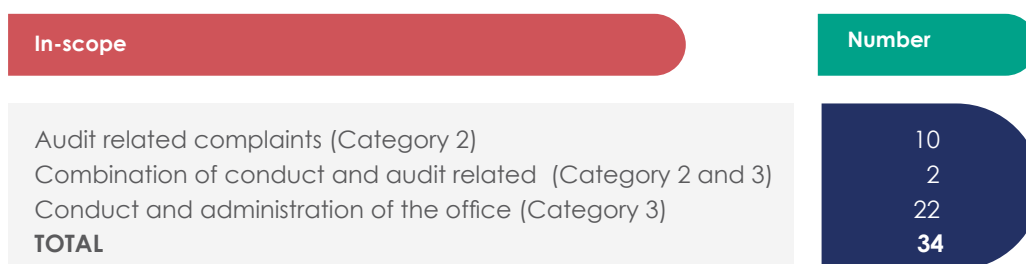 In-scope Number
Audit related complaints (Category 2) 10
Combination of conduct and audit related (Category 2 and 3) 2
Conduct and administration of the office (Category 3) 22
TOTAL 34